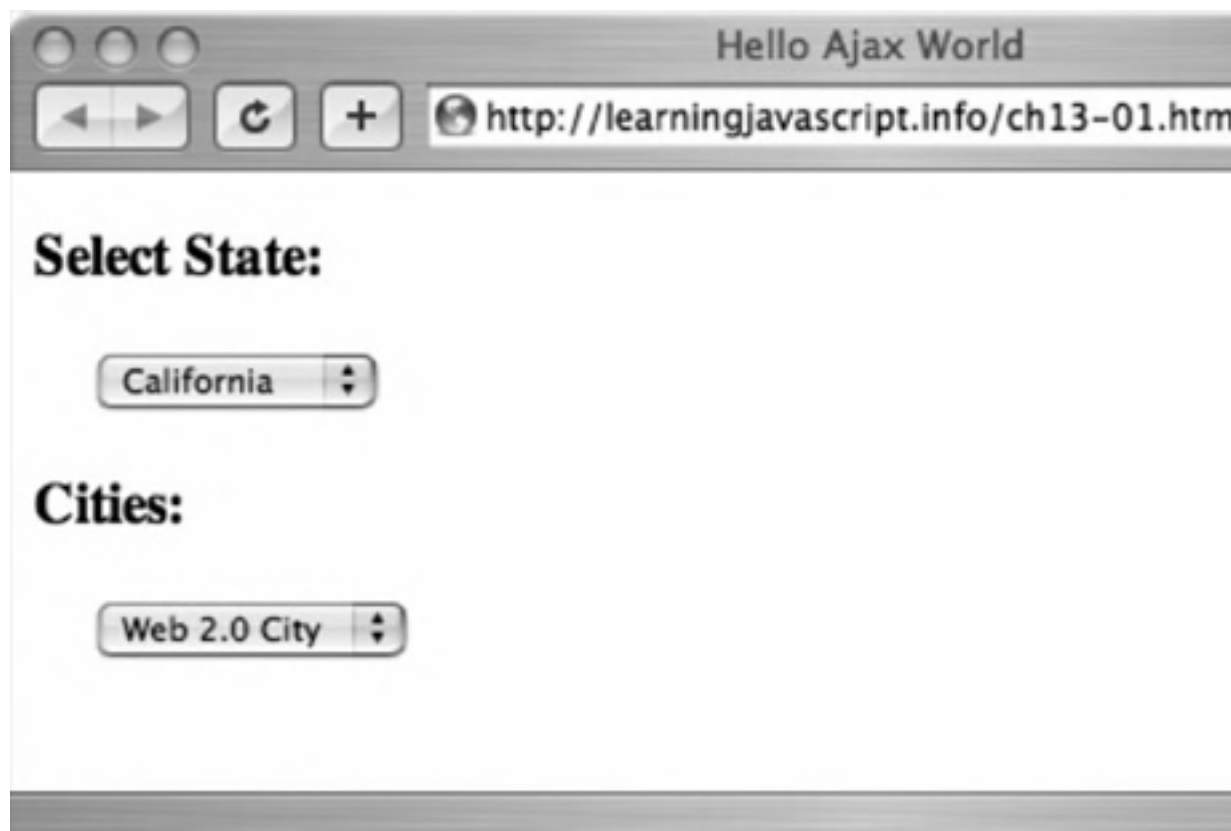 Hello Ajax World
http://learningjavascript.info/ch13-01.htm
Select State:
California
Cities:
Web 2.0 City